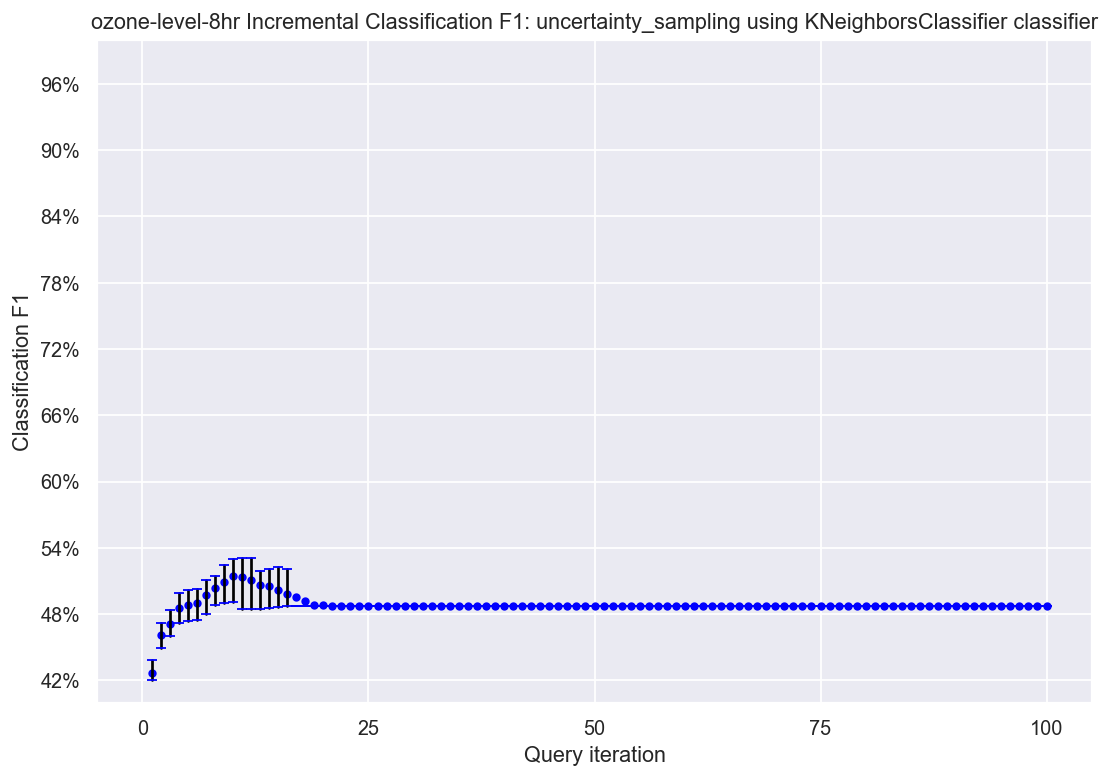 ozone-level-8hr Incremental Classification F1: uncertainty_sampling using KNeighborsClassifier classifier
96%
90%
84%
78%
72%
66%
60%
54%
48%
42%
Classification F1
0 25 50 75 100
Query iteration